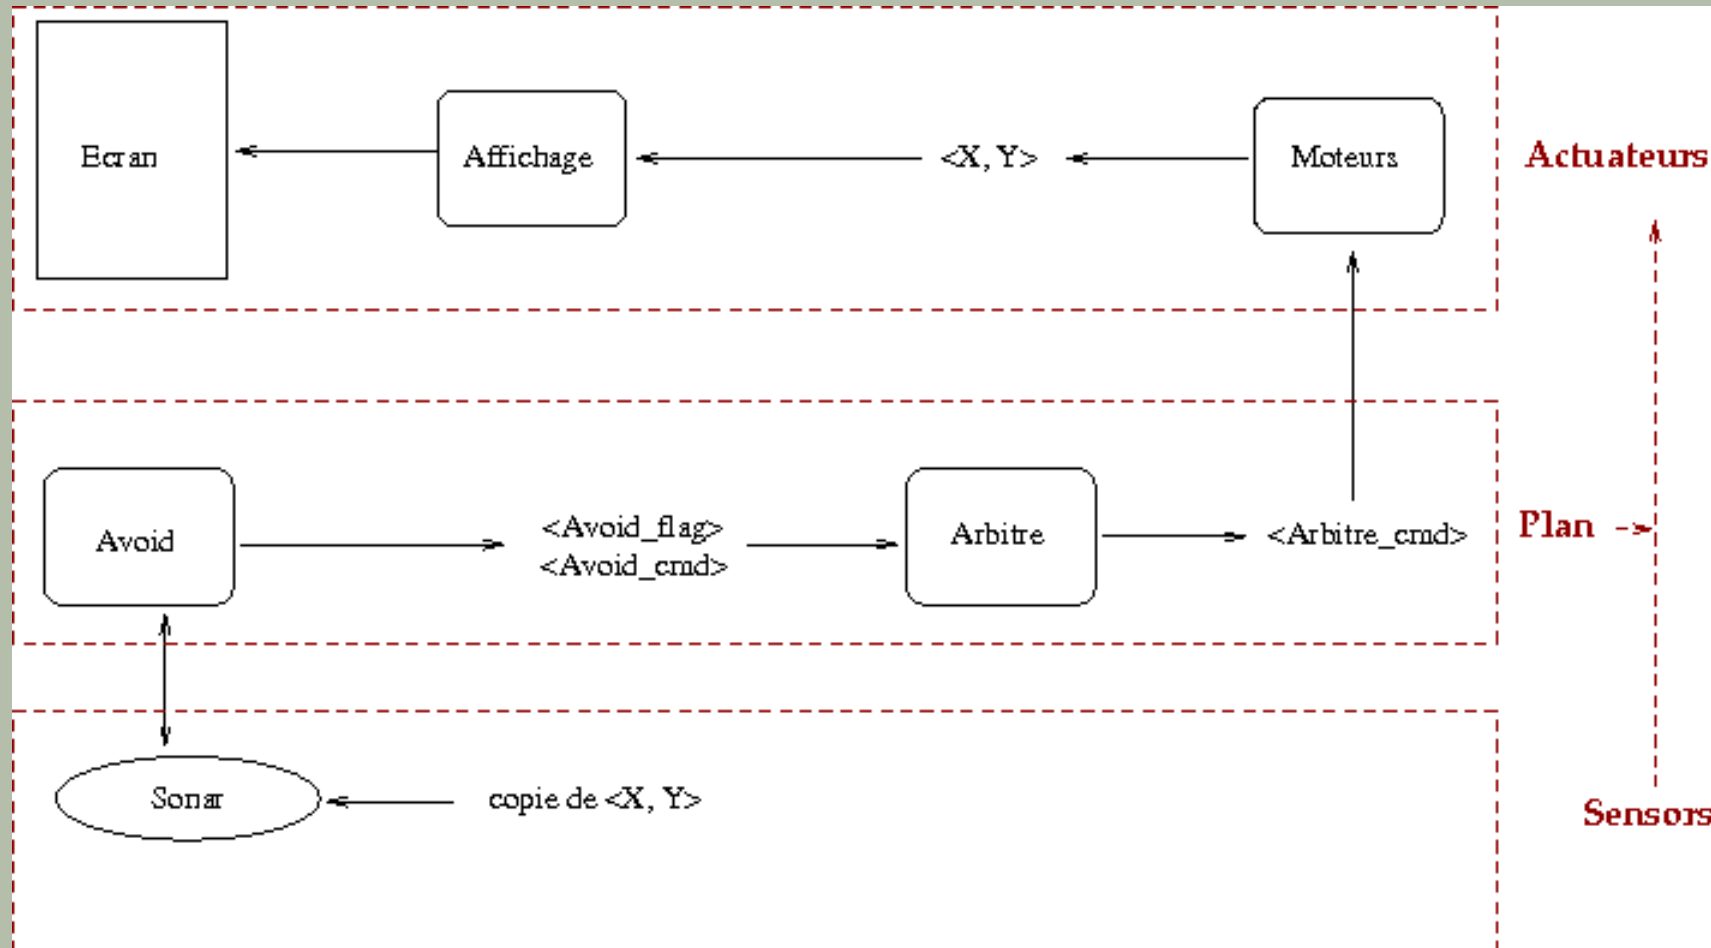 Ecran
Affichage
<X, Y>
Moteurs
Actuateurs
Avoid
<Avoid_flag>
<Avoid_cmd>
Arbitre
<Arbitre_cmd>
Plan
Sonar
copie de <X, Y>
Sensors